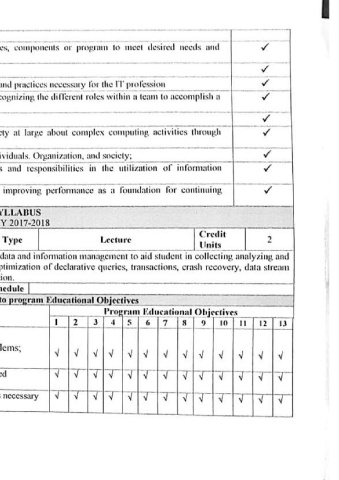 es, components or program to meet desired needs and ✓
✓
and practices necessary for the IT profession ✓
cognizing the different roles within a team to accomplish a ✓
✓
ety at large about complex computing activities through ✓
ividuals. Organization, and society; ✓
s and responsibilities in the utilization of information ✓
improving performance as a foundation for continuing ✓
YLLABUS
Y 2017-2018
Type Lecture Credit Units 2
data and information management to aid student in collecting analyzing and
ptimization of declarative queries, transactions, crash recovery, data stream
ion.
hedule
to program Educational Objectives
Program Educational Objectives
1 2 3 4 5 6 7 8 9 10 11 12 13
lems; √ √ √ √ √ √ √ √ √ √ √ √ √
ed √ √ √ √ √ √ √ √ √ √ √ √ √
necessary √ √ √ √ √ √ √ √ √ √ √ √ √